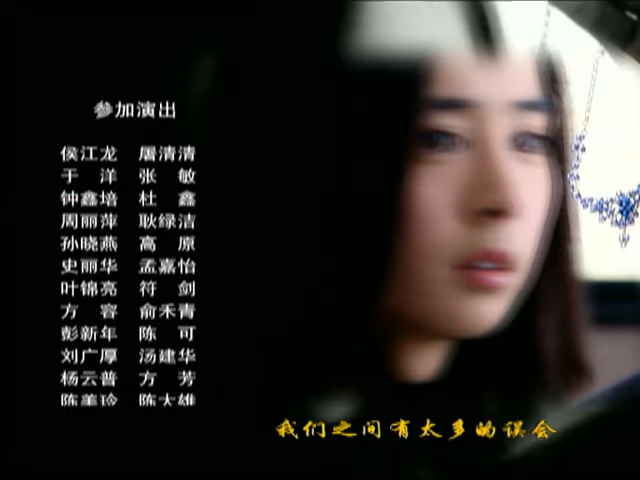 参加演出
侯江龙 屠清清
于洋 张敏
钟鑫培 杜鑫
周丽萍 耿绿洁
孙晓燕 高原
史丽华 孟嘉怡
叶锦亮 符剑
方容 俞禾青
彭新年 陈可
刘广厚 汤建华
杨云普 方芳
陈美玲 陈大雄
我们之间有太多的误会